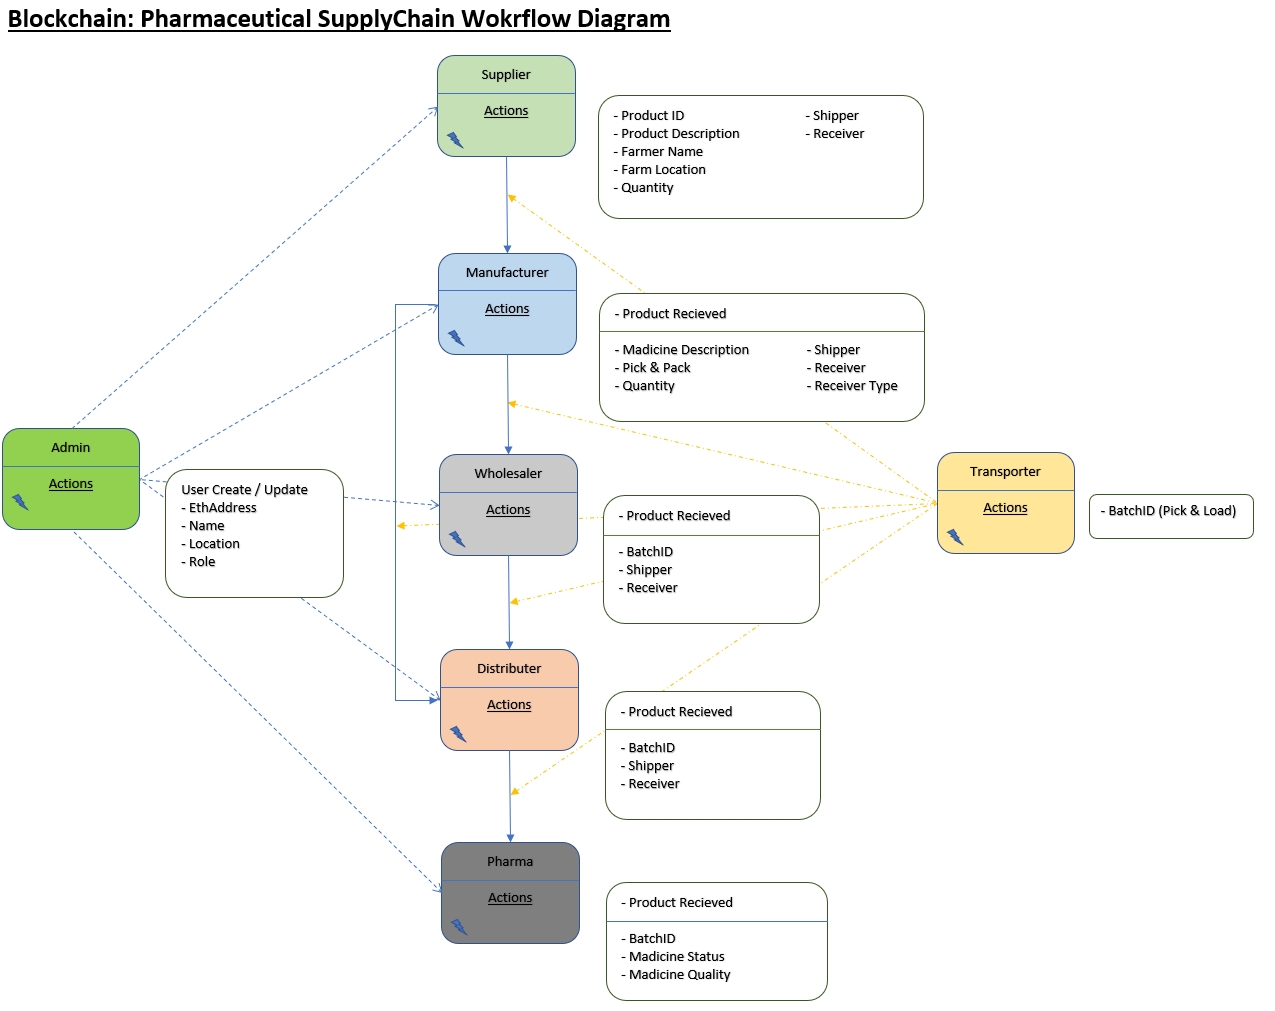 Blockchain: Pharmaceutical SupplyChain Wokrflow Diagram
Supplier
Actions
- Product ID
- Product Description
- Farmer Name
- Farm Location
- Quantity
- Shipper
- Receiver
Manufacturer
Actions
- Product Recieved
- Madicine Description
- Pick & Pack
- Quantity
- Shipper
- Receiver
- Receiver Type
Admin
Actions
User Create / Update
- EthAddress
- Name
- Location
- Role
Wholesaler
Actions
- Product Recieved
- BatchID
- Shipper
- Receiver
Transporter
Actions
- BatchID (Pick & Load)
Distributer
Actions
- Product Recieved
- BatchID
- Shipper
- Receiver
Pharma
Actions
- Product Recieved
- BatchID
- Madicine Status
- Madicine Quality